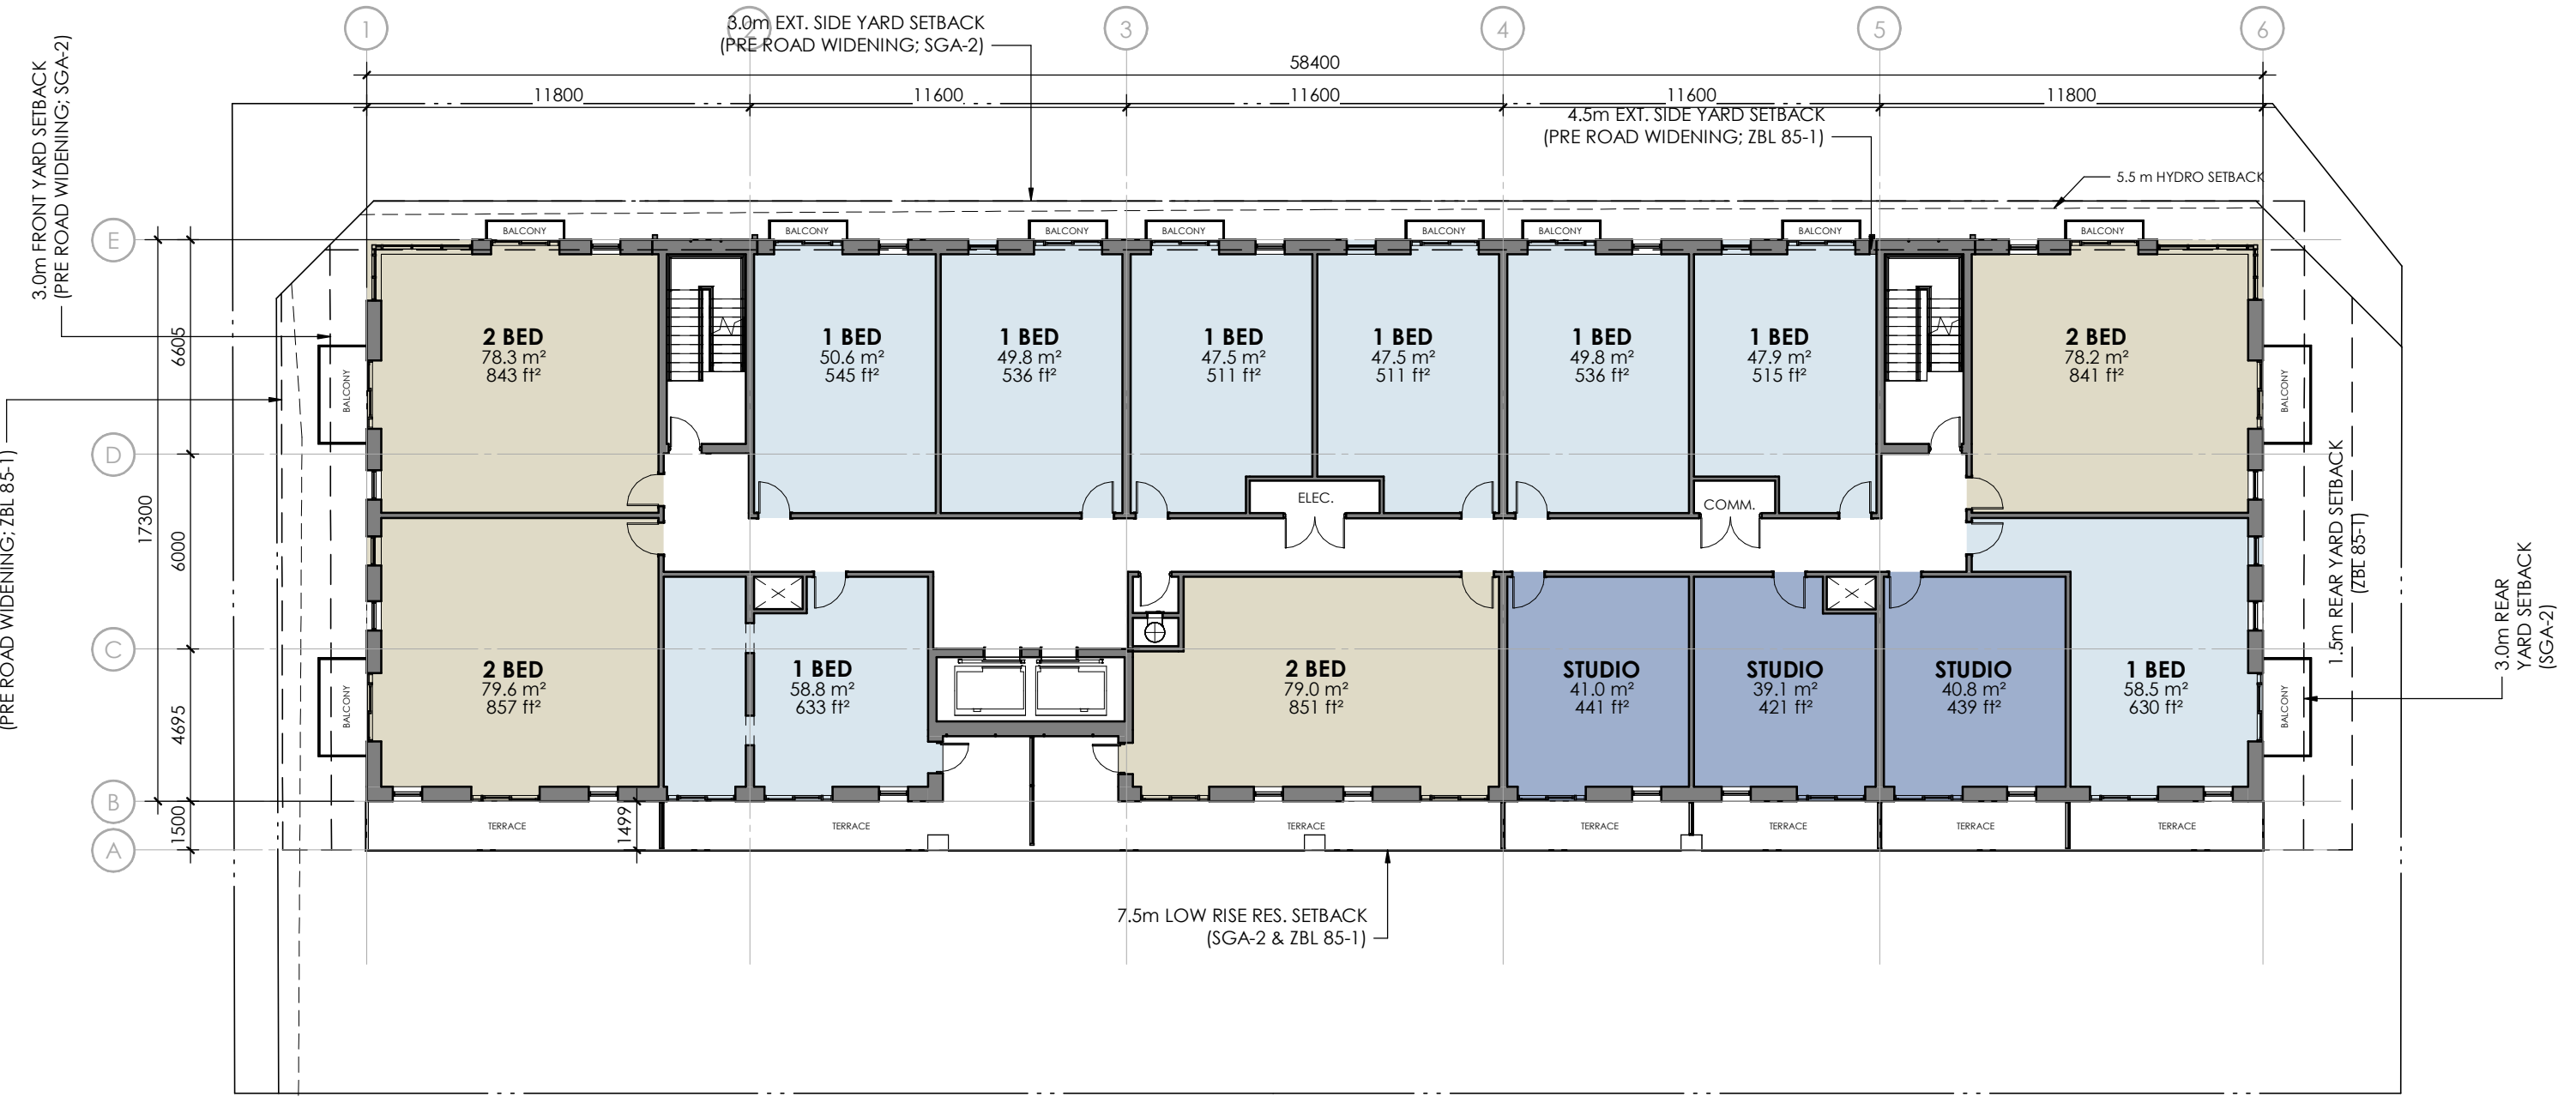 1
2
3
4
5
6
3.0m EXT. SIDE YARD SETBACK
(PRE ROAD WIDENING; SGA-2)
58400
11800
11600
11600
11600
11800
4.5m EXT. SIDE YARD SETBACK
(PRE ROAD WIDENING; ZBL 85-1)
5.5 m HYDRO SETBACK
3.0m FRONT YARD SETBACK
(PRE ROAD WIDENING; SGA-2)
E
BALCONY
BALCONY
BALCONY
BALCONY
BALCONY
BALCONY
BALCONY
BALCONY
6605
2 BED
78.3 m²
843 ft²
1 BED
50.6 m²
545 ft²
1 BED
49.8 m²
536 ft²
1 BED
47.5 m²
511 ft²
1 BED
47.5 m²
511 ft²
1 BED
49.8 m²
536 ft²
1 BED
47.9 m²
515 ft²
2 BED
78.2 m²
841 ft²
BALCONY
BALCONY
D
(PRE ROAD WIDENING; ZBL 85-1)
17300
6000
ELEC.
COMM.
1.5m REAR YARD SETBACK
(ZBL 85-1)
3.0m REAR
YARD SETBACK
(SGA-2)
C
2 BED
79.6 m²
857 ft²
1 BED
58.8 m²
633 ft²
2 BED
79.0 m²
851 ft²
STUDIO
41.0 m²
441 ft²
STUDIO
39.1 m²
421 ft²
STUDIO
40.8 m²
439 ft²
1 BED
58.5 m²
630 ft²
BALCONY
BALCONY
4695
B
1500
1499
TERRACE
TERRACE
TERRACE
TERRACE
TERRACE
TERRACE
TERRACE
A
7.5m LOW RISE RES. SETBACK
(SGA-2 & ZBL 85-1)